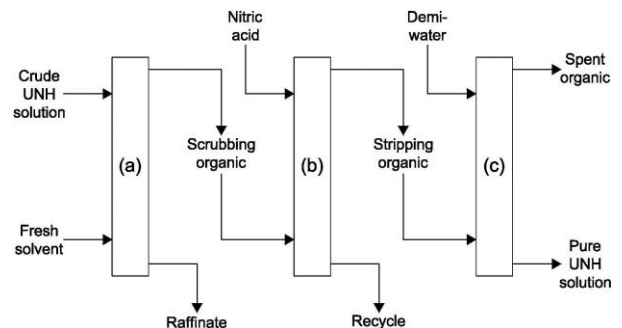 Nitric
acid
Demi-
water
Crude
UNH
solution
Spent
organic
(a)
Scrubbing
organic
(b)
Stripping
organic
(c)
Fresh
solvent
Pure
UNH
solution
Raffinate
Recycle